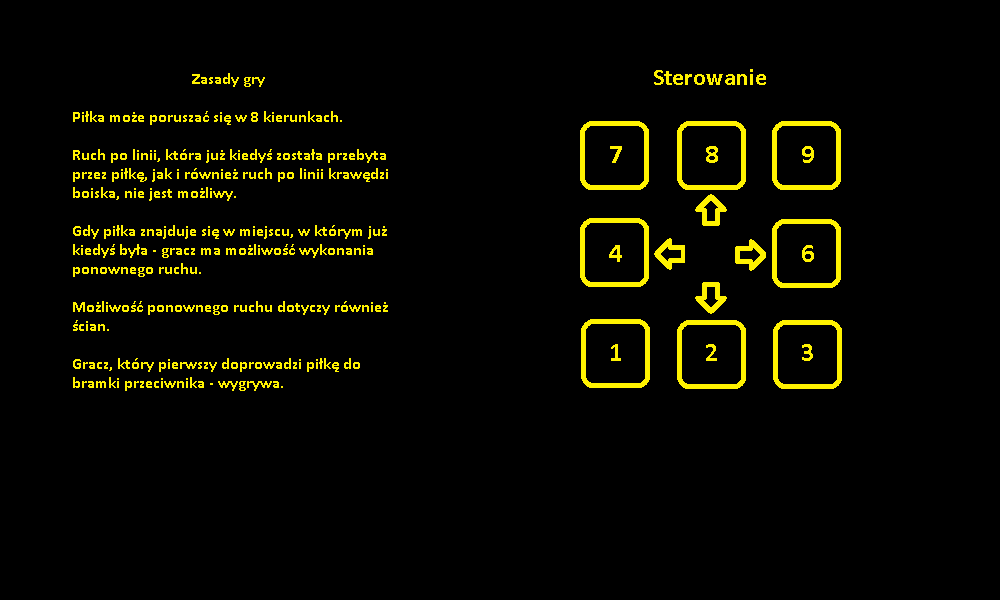 Zasady gry
Piłka może poruszać się w 8 kierunkach.
Ruch po linii, która już kiedyś została przebyta
przez piłkę, jak i również ruch po linii krawędzi
boiska, nie jest możliwy.
Gdy piłka znajduje się w miejscu, w którym już
kiedyś była - gracz ma możliwość wykonania
ponownego ruchu.
Możliwość ponownego ruchu dotyczy również
ścian.
Gracz, który pierwszy doprowadzi piłkę do
bramki przeciwnika - wygrywa.
Sterowanie
7 8 9
4 6
1 2 3